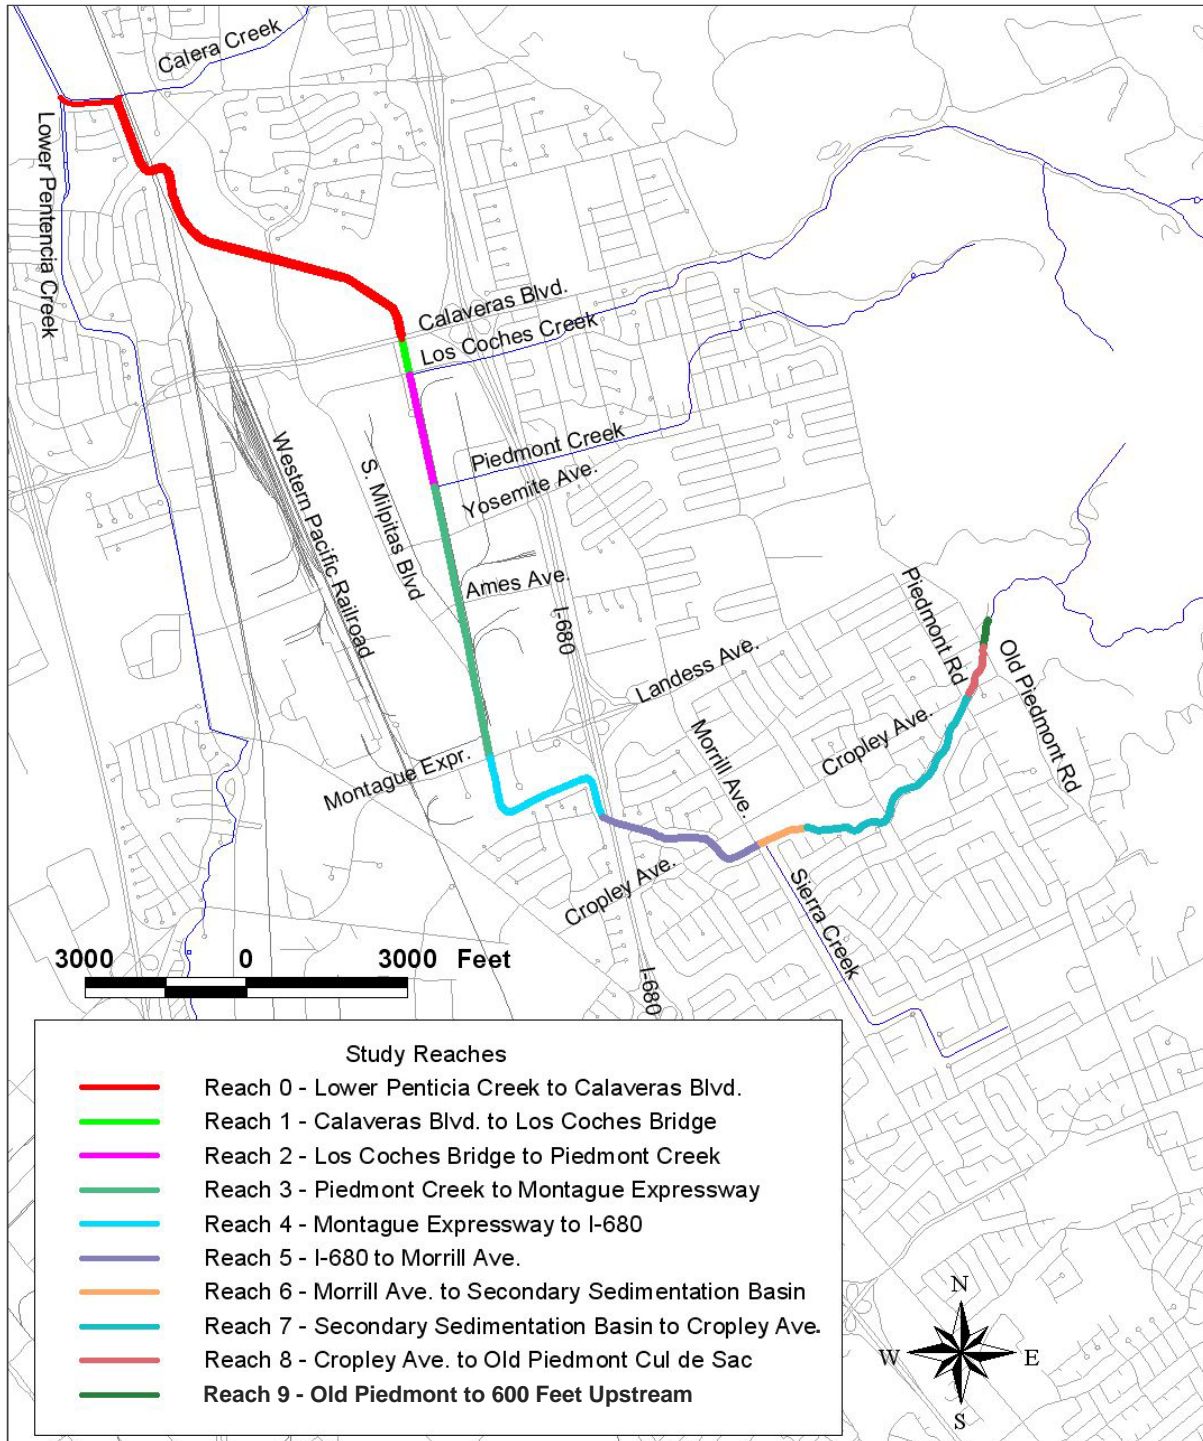 Calera Creek
Lower Pentencia Creek
Calaveras Blvd.
Los Coches Creek
Piedmont Creek
Yosemite Ave.
Western Pacific Railroad
S. Milpitas Blvd
Ames Ave.
I-680
Piedmont Rd
Old Piedmont Rd
Landess Ave.
Morrill Ave.
Cropley Ave.
Montague Expr.
Cropley Ave.
Sierra Creek
I-680
3000 0 3000 Feet
Study Reaches
Reach 0 - Lower Penticia Creek to Calaveras Blvd.
Reach 1 - Calaveras Blvd. to Los Coches Bridge
Reach 2 - Los Coches Bridge to Piedmont Creek
Reach 3 - Piedmont Creek to Montague Expressway
Reach 4 - Montague Expressway to I-680
Reach 5 - I-680 to Morrill Ave.
Reach 6 - Morrill Ave. to Secondary Sedimentation Basin
Reach 7 - Secondary Sedimentation Basin to Cropley Ave.
Reach 8 - Cropley Ave. to Old Piedmont Cul de Sac
Reach 9 - Old Piedmont to 600 Feet Upstream
N
W E
S